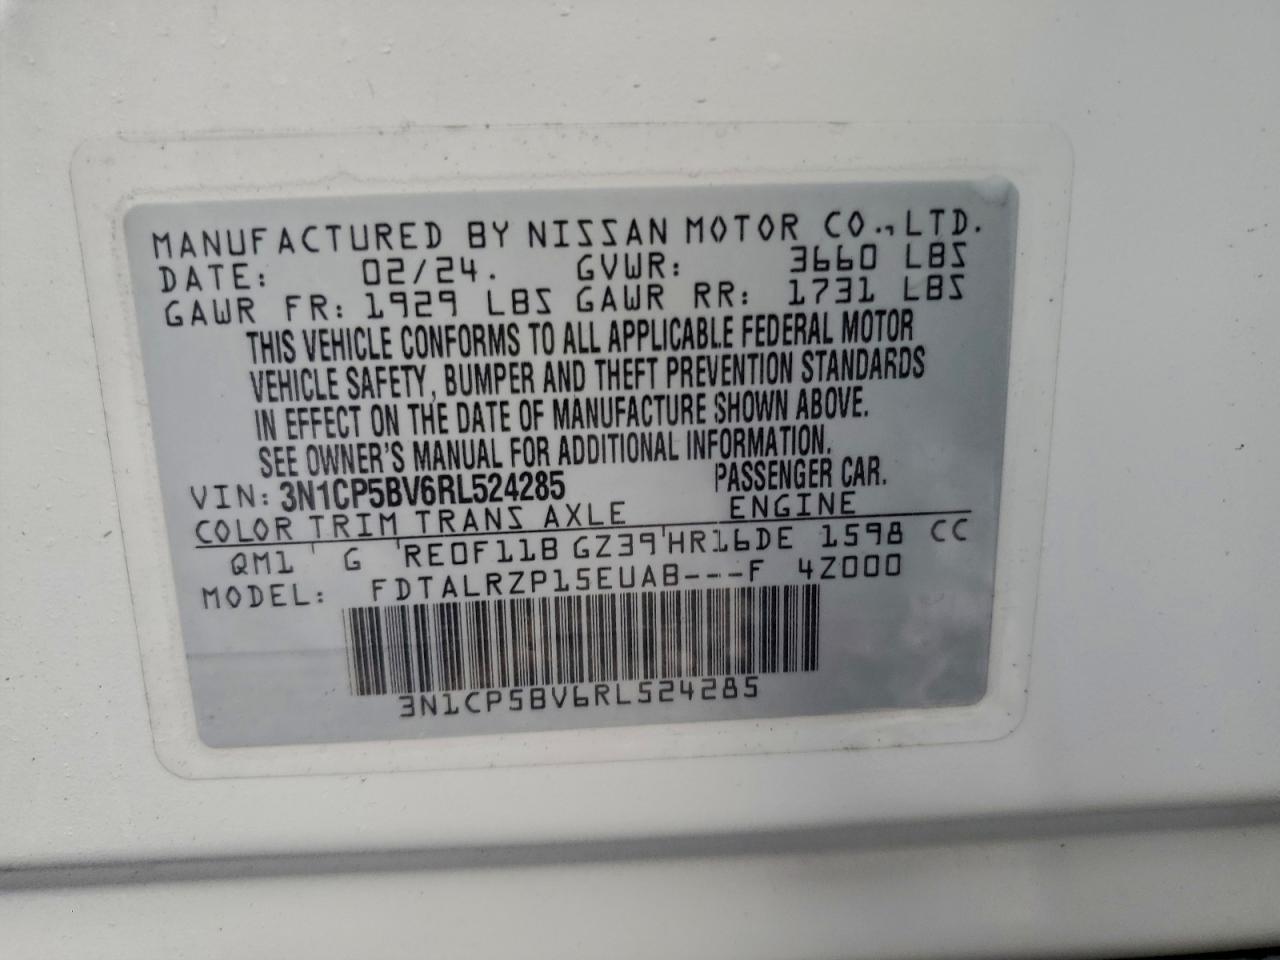 MANUFACTURED BY NISSAN MOTOR CO., LTD.
DATE: 02/24. GVWR: 3660 LBS
GAWR FR: 1929 LBS GAWR RR: 1731 LBS
THIS VEHICLE CONFORMS TO ALL APPLICABLE FEDERAL MOTOR
VEHICLE SAFETY, BUMPER AND THEFT PREVENTION STANDARDS
IN EFFECT ON THE DATE OF MANUFACTURE SHOWN ABOVE.
SEE OWNER'S MANUAL FOR ADDITIONAL INFORMATION.
VIN: 3N1CP5BV6RL524285 PASSENGER CAR.
COLOR TRIM TRANS AXLE ENGINE
QM1 ' G 'RE0F11B GZ39'HR16DE 1598 CC
MODEL: FDTALRZP15EUAB---F 4Z000
3N1CP5BV6RL524285